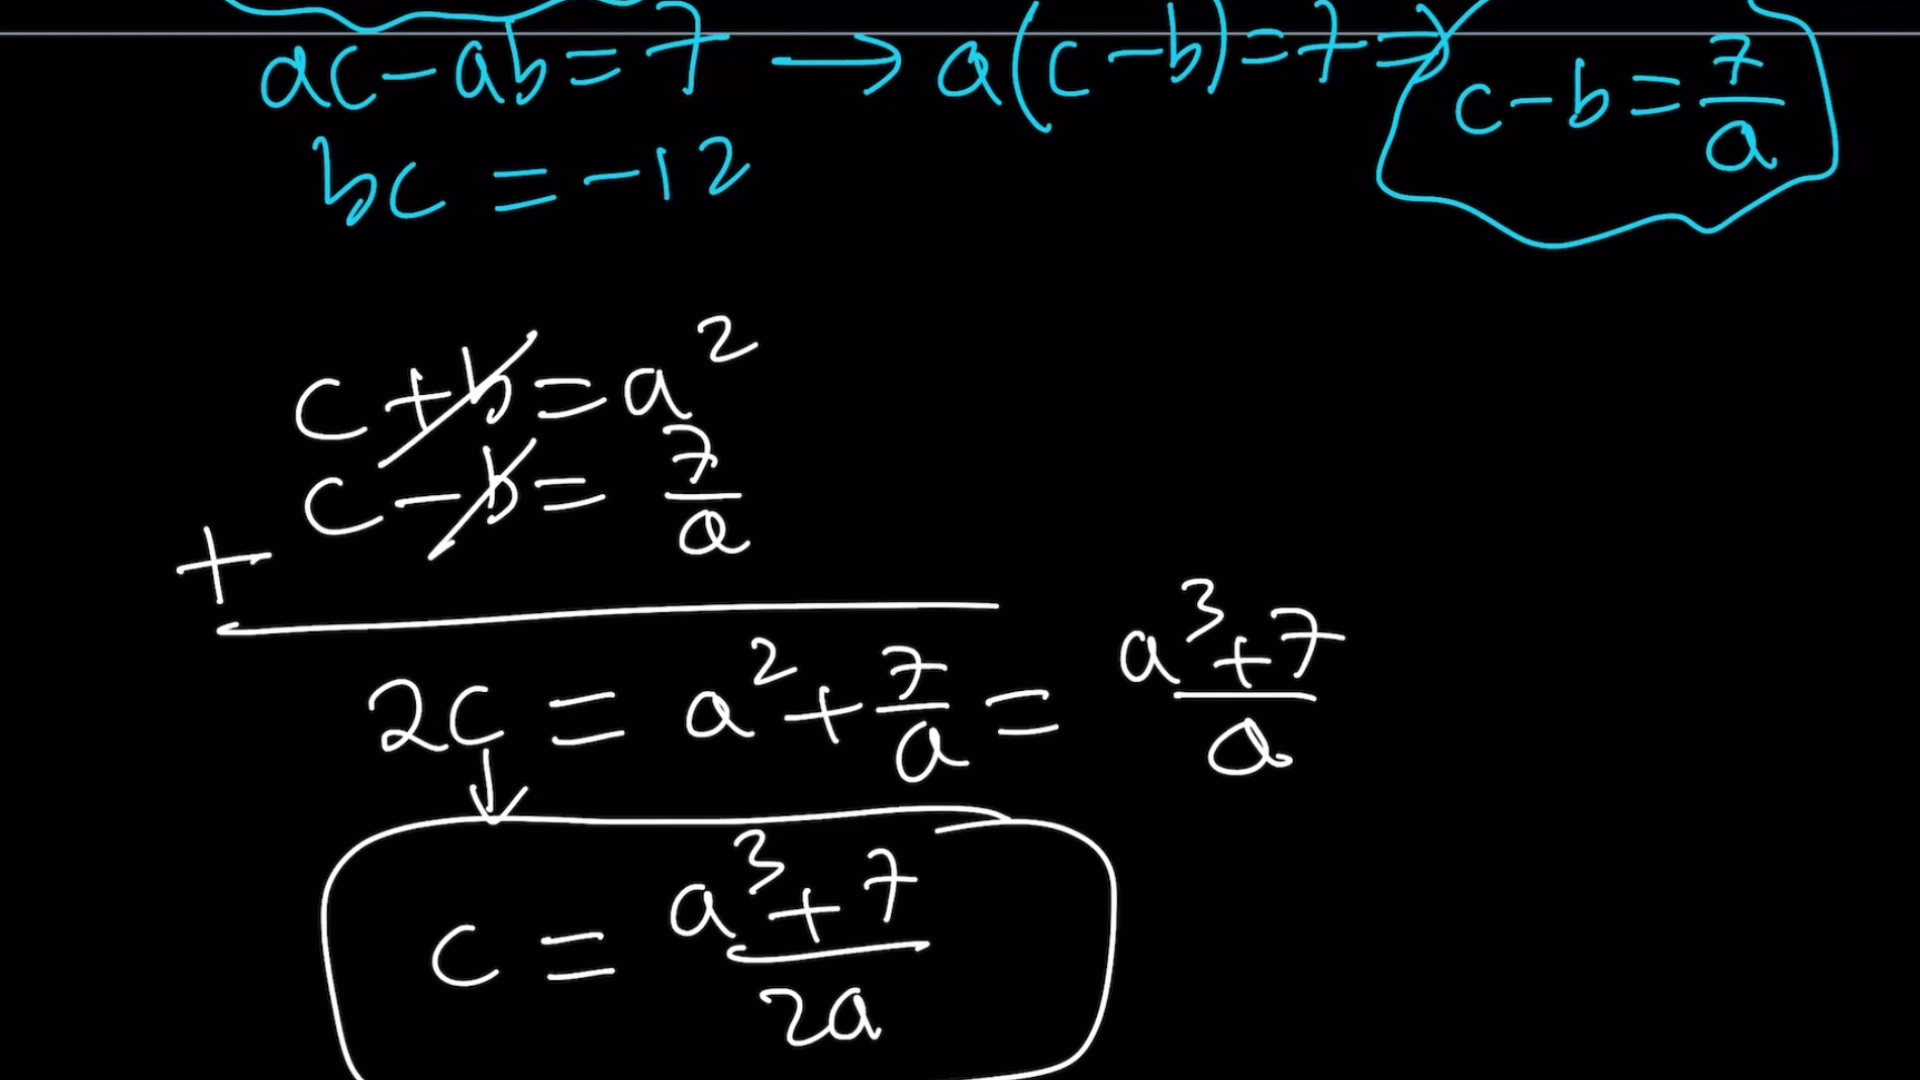 ac-ab=7 → a(c-b)=7 ⇒ c-b=7/a
bc=-12
c+b=a²
c-b=7/a
+
2c=a²+7/a=(a³+7)/a
↓
c=(a³+7)/2a